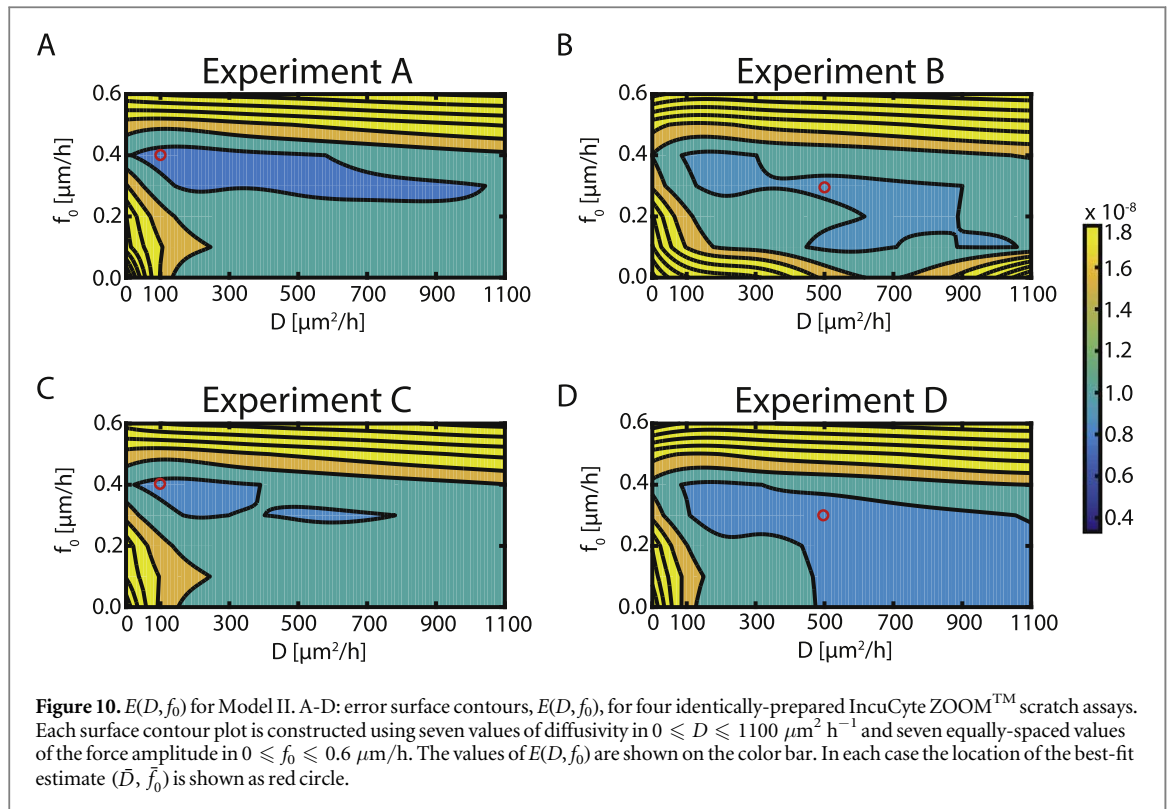 A
Experiment A
0.6
0.4
0.2
0.0
f₀ [µm/h]
0 100 300 500 700 900 1100
D [µm²/h]
B
Experiment B
0.6
0.4
0.2
0.0
f₀ [µm/h]
0 100 300 500 700 900 1100
D [µm²/h]
C
Experiment C
0.6
0.4
0.2
0.0
f₀ [µm/h]
0 100 300 500 700 900 1100
D [µm²/h]
D
Experiment D
0.6
0.4
0.2
0.0
f₀ [µm/h]
0 100 300 500 700 900 1100
D [µm²/h]
x 10⁻⁸
1.8
1.6
1.4
1.2
1.0
0.8
0.6
0.4
Figure 10. E(D, f₀) for Model II. A-D: error surface contours, E(D, f₀), for four identically-prepared IncuCyte ZOOM™ scratch assays.
Each surface contour plot is constructed using seven values of diffusivity in 0 ⩽ D ⩽ 1100 μm² h⁻¹ and seven equally-spaced values
of the force amplitude in 0 ⩽ f₀ ⩽ 0.6 μm/h. The values of E(D, f₀) are shown on the color bar. In each case the location of the best-fit
estimate (D̄, f̄₀) is shown as red circle.